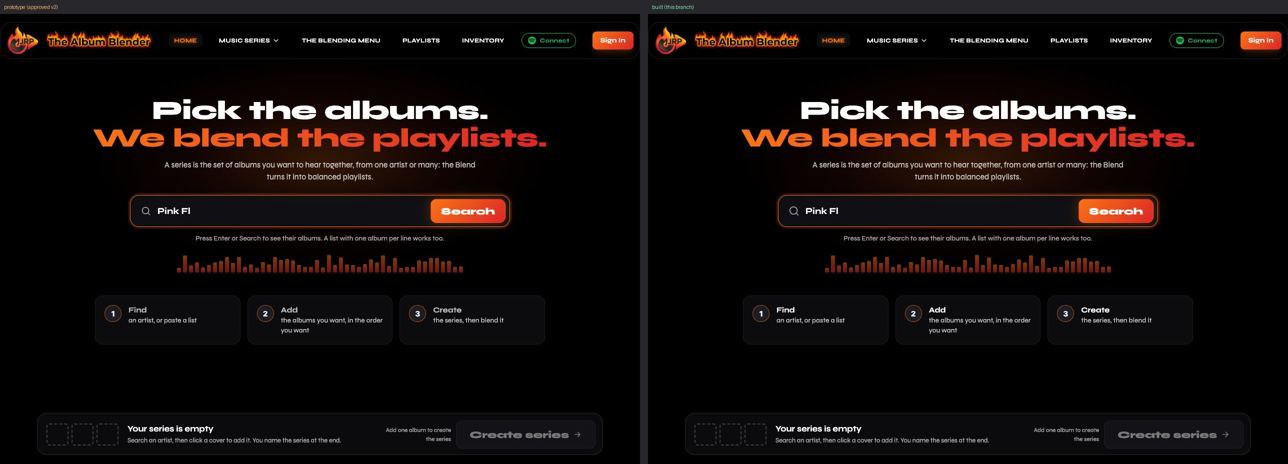 prototype (approved v2)
JRP
The Album Blender
HOME
MUSIC SERIES
THE BLENDING MENU
PLAYLISTS
INVENTORY
Connect
Sign In
Pick the albums.
We blend the playlists.
A series is the set of albums you want to hear together, from one artist or many: the Blend
turns it into balanced playlists.
Pink Fl
Search
Press Enter or Search to see their albums. A list with one album per line works too.
1
Find
an artist, or paste a list
2
Add
the albums you want, in the order
you want
3
Create
the series, then blend it
Your series is empty
Search an artist, then click a cover to add it. You name the series at the end.
Add one album to create
the series
Create series →
built (this branch)
JRP
The Album Blender
HOME
MUSIC SERIES
THE BLENDING MENU
PLAYLISTS
INVENTORY
Connect
Sign In
Pick the albums.
We blend the playlists.
A series is the set of albums you want to hear together, from one artist or many: the Blend
turns it into balanced playlists.
Pink Fl
Search
Press Enter or Search to see their albums. A list with one album per line works too.
1
Find
an artist, or paste a list
2
Add
the albums you want, in the order
you want
3
Create
the series, then blend it
Your series is empty
Search an artist, then click a cover to add it. You name the series at the end.
Add one album to create
the series
Create series →